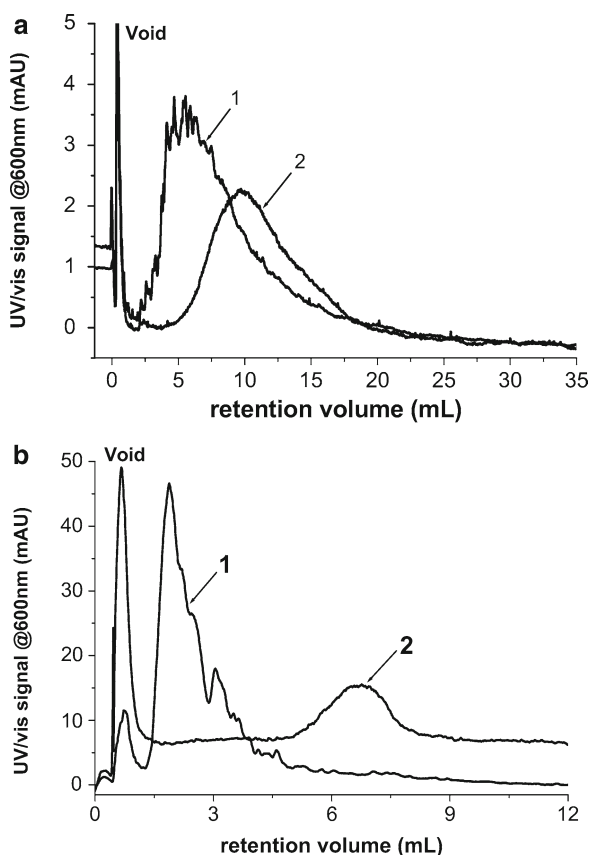 a
Void
UV/vis signal @600nm (mAU)
5
4
3
2
1
0
1
2
0 5 10 15 20 25 30 35
retention volume (mL)
b
Void
UV/vis signal @600nm (mAU)
50
40
30
20
10
0
1
2
0 3 6 9 12
retention volume (mL)